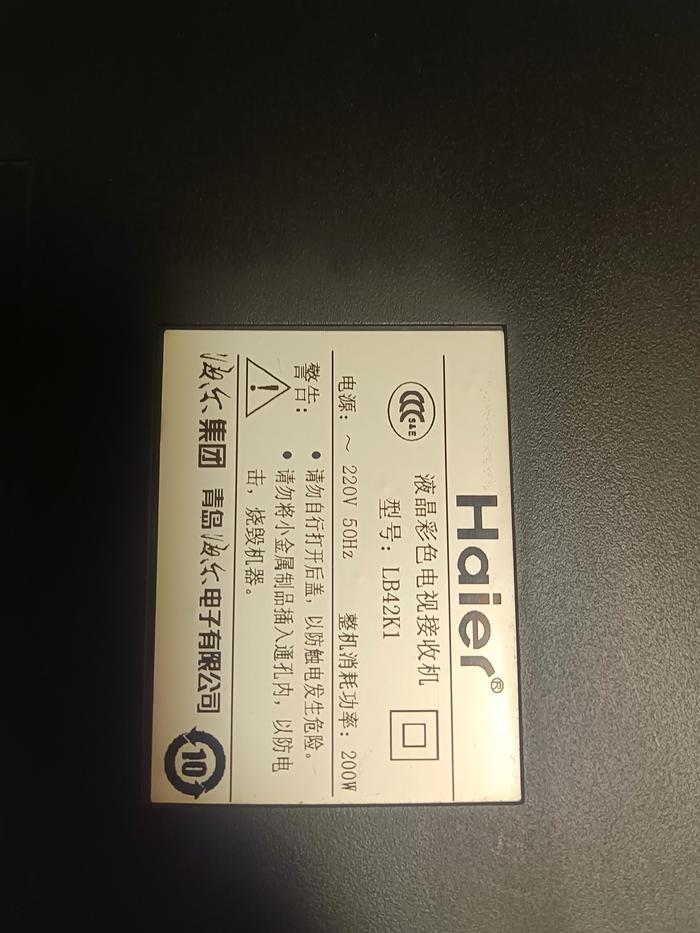 Haier®
液晶彩色电视接收机
型号：LB42K1
CCC S&E
电源：～ 220V 50Hz 整机消耗功率：200W
警告：
• 请勿自行打开后盖，以防触电发生危险。
• 请勿将小金属制品插入通孔内，以防电
击，烧毁机器。
!
海尔集团 青岛海尔电子有限公司
10